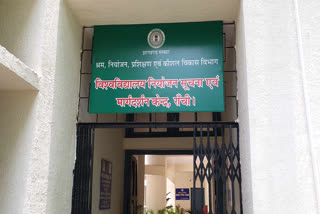 झारखण्ड सरकार
श्रम, नियोजन, प्रशिक्षण एवं कौशल विकास विभाग
विश्वविद्यालय नियोजन सूचना एवं
मार्गदर्शन केन्द्र, राँची।